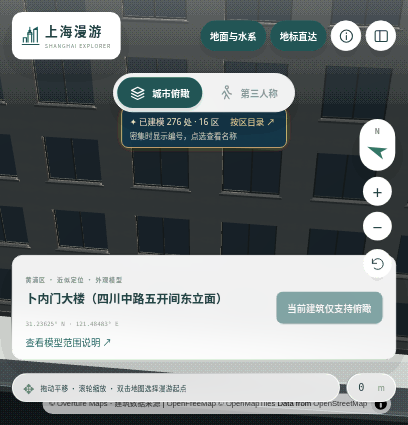 上海漫游
SHANGHAI EXPLORER
地面与水系
地标直达
城市俯瞰
第三人称
✦ 已建模 276 处 · 16 区 按区目录 ↗
密集时显示编号，点选查看名称
N
+
−
黄浦区 · 近似定位 · 外观模型
卜内门大楼（四川中路五开间东立面）
31.23825° N · 121.48483° E
查看模型范围说明 ↗
当前建筑仅支持俯瞰
拖动平移 · 滚轮缩放 · 双击地图选择漫游起点
0 m
© Overture Maps · 建筑数据来源 | OpenFreeMap © OpenMapTiles Data from OpenStreetMap